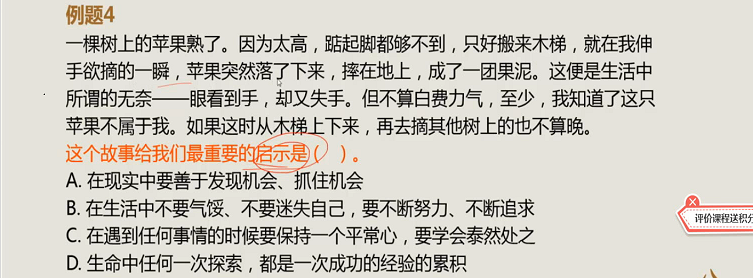 例题4
一棵树上的苹果熟了。因为太高，踮起脚都够不到，只好搬来木梯，就在我伸
手欲摘的一瞬，苹果突然落了下来，摔在地上，成了一团果泥。这便是生活中
所谓的无奈——眼看到手，却又失手。但不算白费力气，至少，我知道了这只
苹果不属于我。如果这时从木梯上下来，再去摘其他树上的也不算晚。
这个故事给我们最重要的启示是（　）。
A. 在现实中要善于发现机会、抓住机会
B. 在生活中不要气馁、不要迷失自己，要不断努力、不断追求
C. 在遇到任何事情的时候要保持一个平常心，要学会泰然处之
D. 生命中任何一次探索，都是一次成功的经验的累积
评价课程送积分